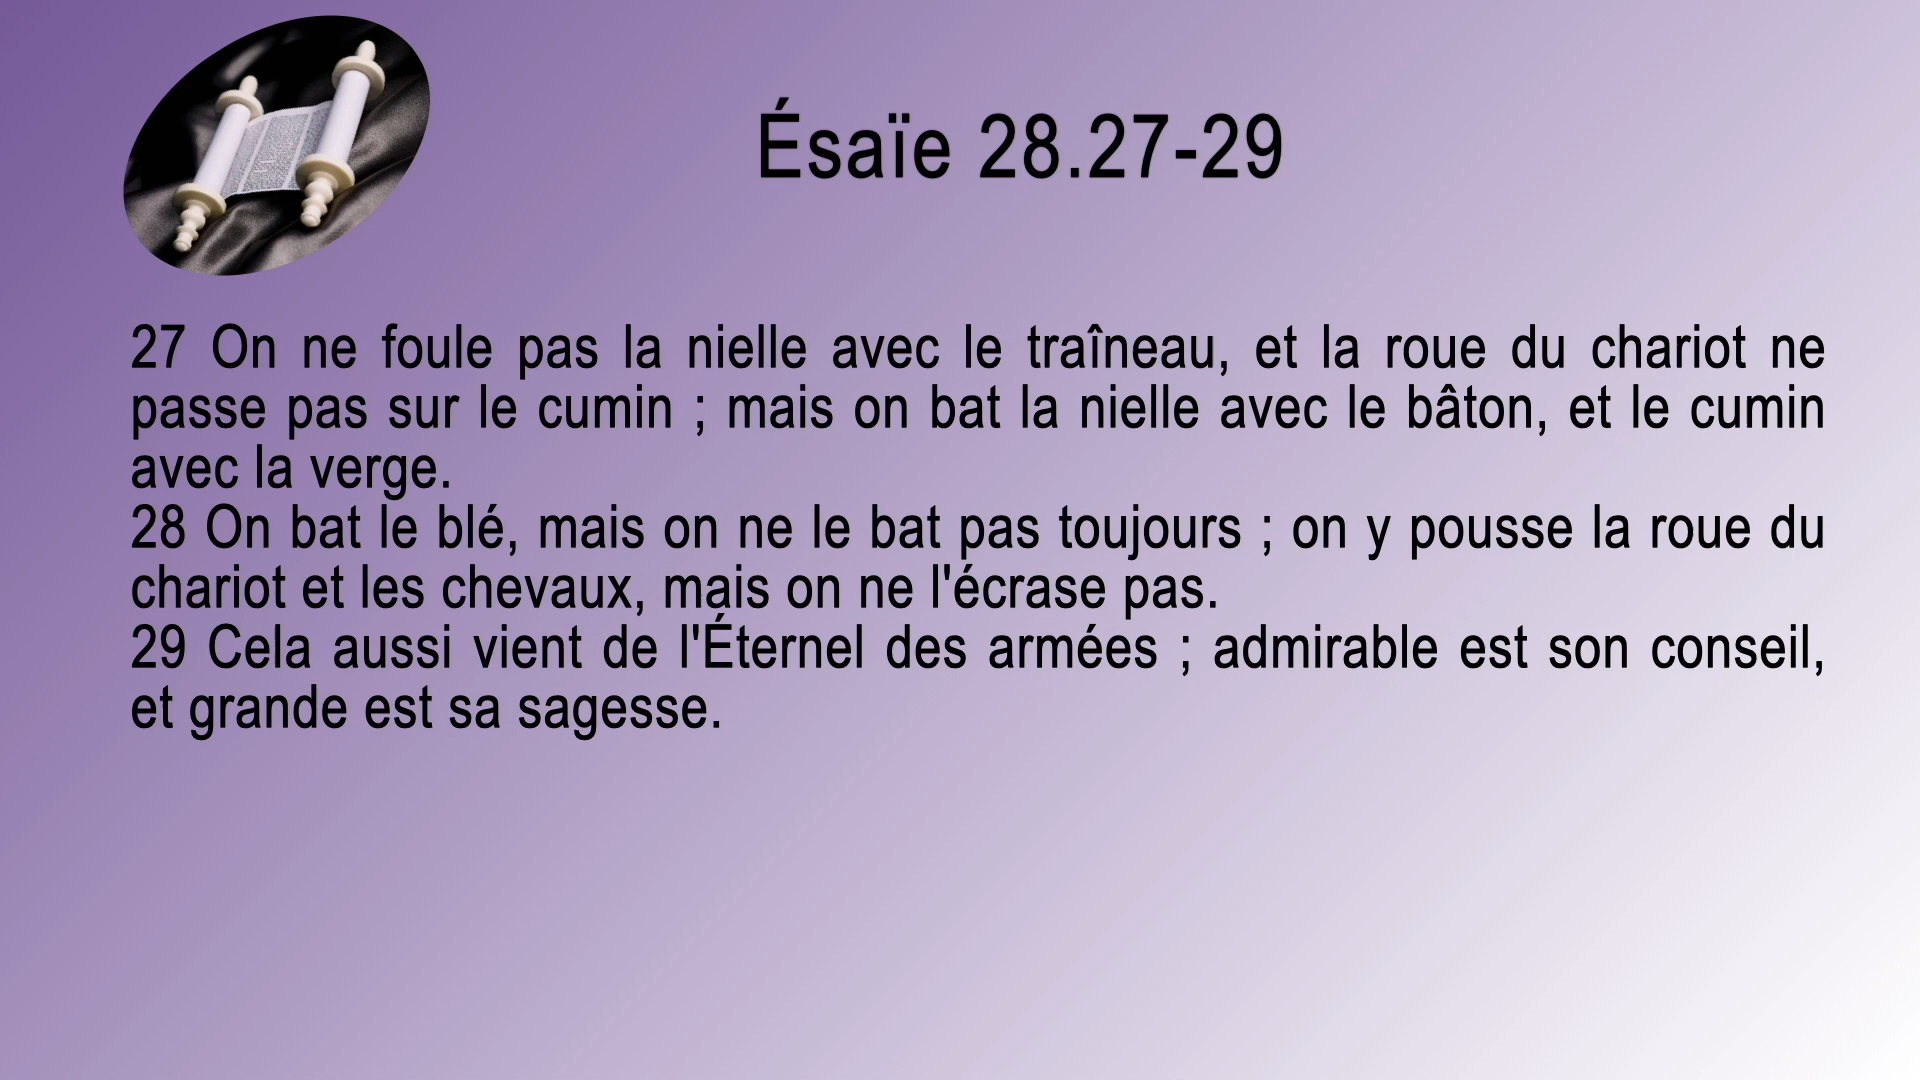 Ésaïe 28.27-29
27 On ne foule pas la nielle avec le traîneau, et la roue du chariot ne
passe pas sur le cumin ; mais on bat la nielle avec le bâton, et le cumin
avec la verge.
28 On bat le blé, mais on ne le bat pas toujours ; on y pousse la roue du
chariot et les chevaux, mais on ne l'écrase pas.
29 Cela aussi vient de l'Éternel des armées ; admirable est son conseil,
et grande est sa sagesse.